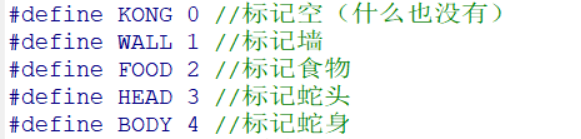 #define KONG 0 //标记空（什么也没有）
#define WALL 1 //标记墙
#define FOOD 2 //标记食物
#define HEAD 3 //标记蛇头
#define BODY 4 //标记蛇身